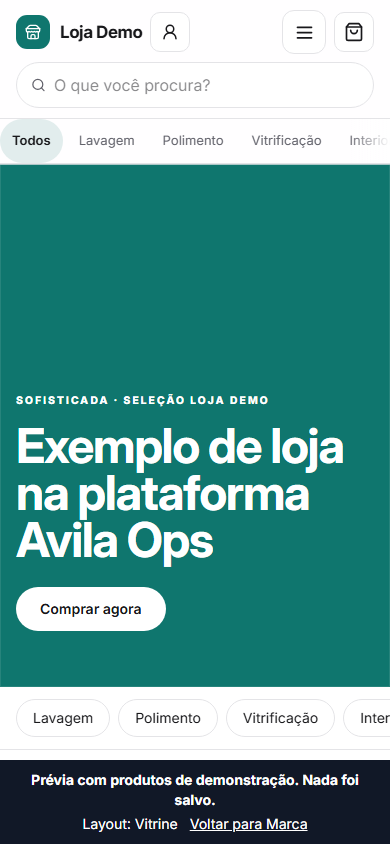 Loja Demo
O que você procura?
Todos Lavagem Polimento Vitrificação Interio
SOFISTICADA · SELEÇÃO LOJA DEMO
Exemplo de loja
na plataforma
Avila Ops
Comprar agora
Lavagem Polimento Vitrificação Inter
Prévia com produtos de demonstração. Nada foi
salvo.
Layout: Vitrine Voltar para Marca